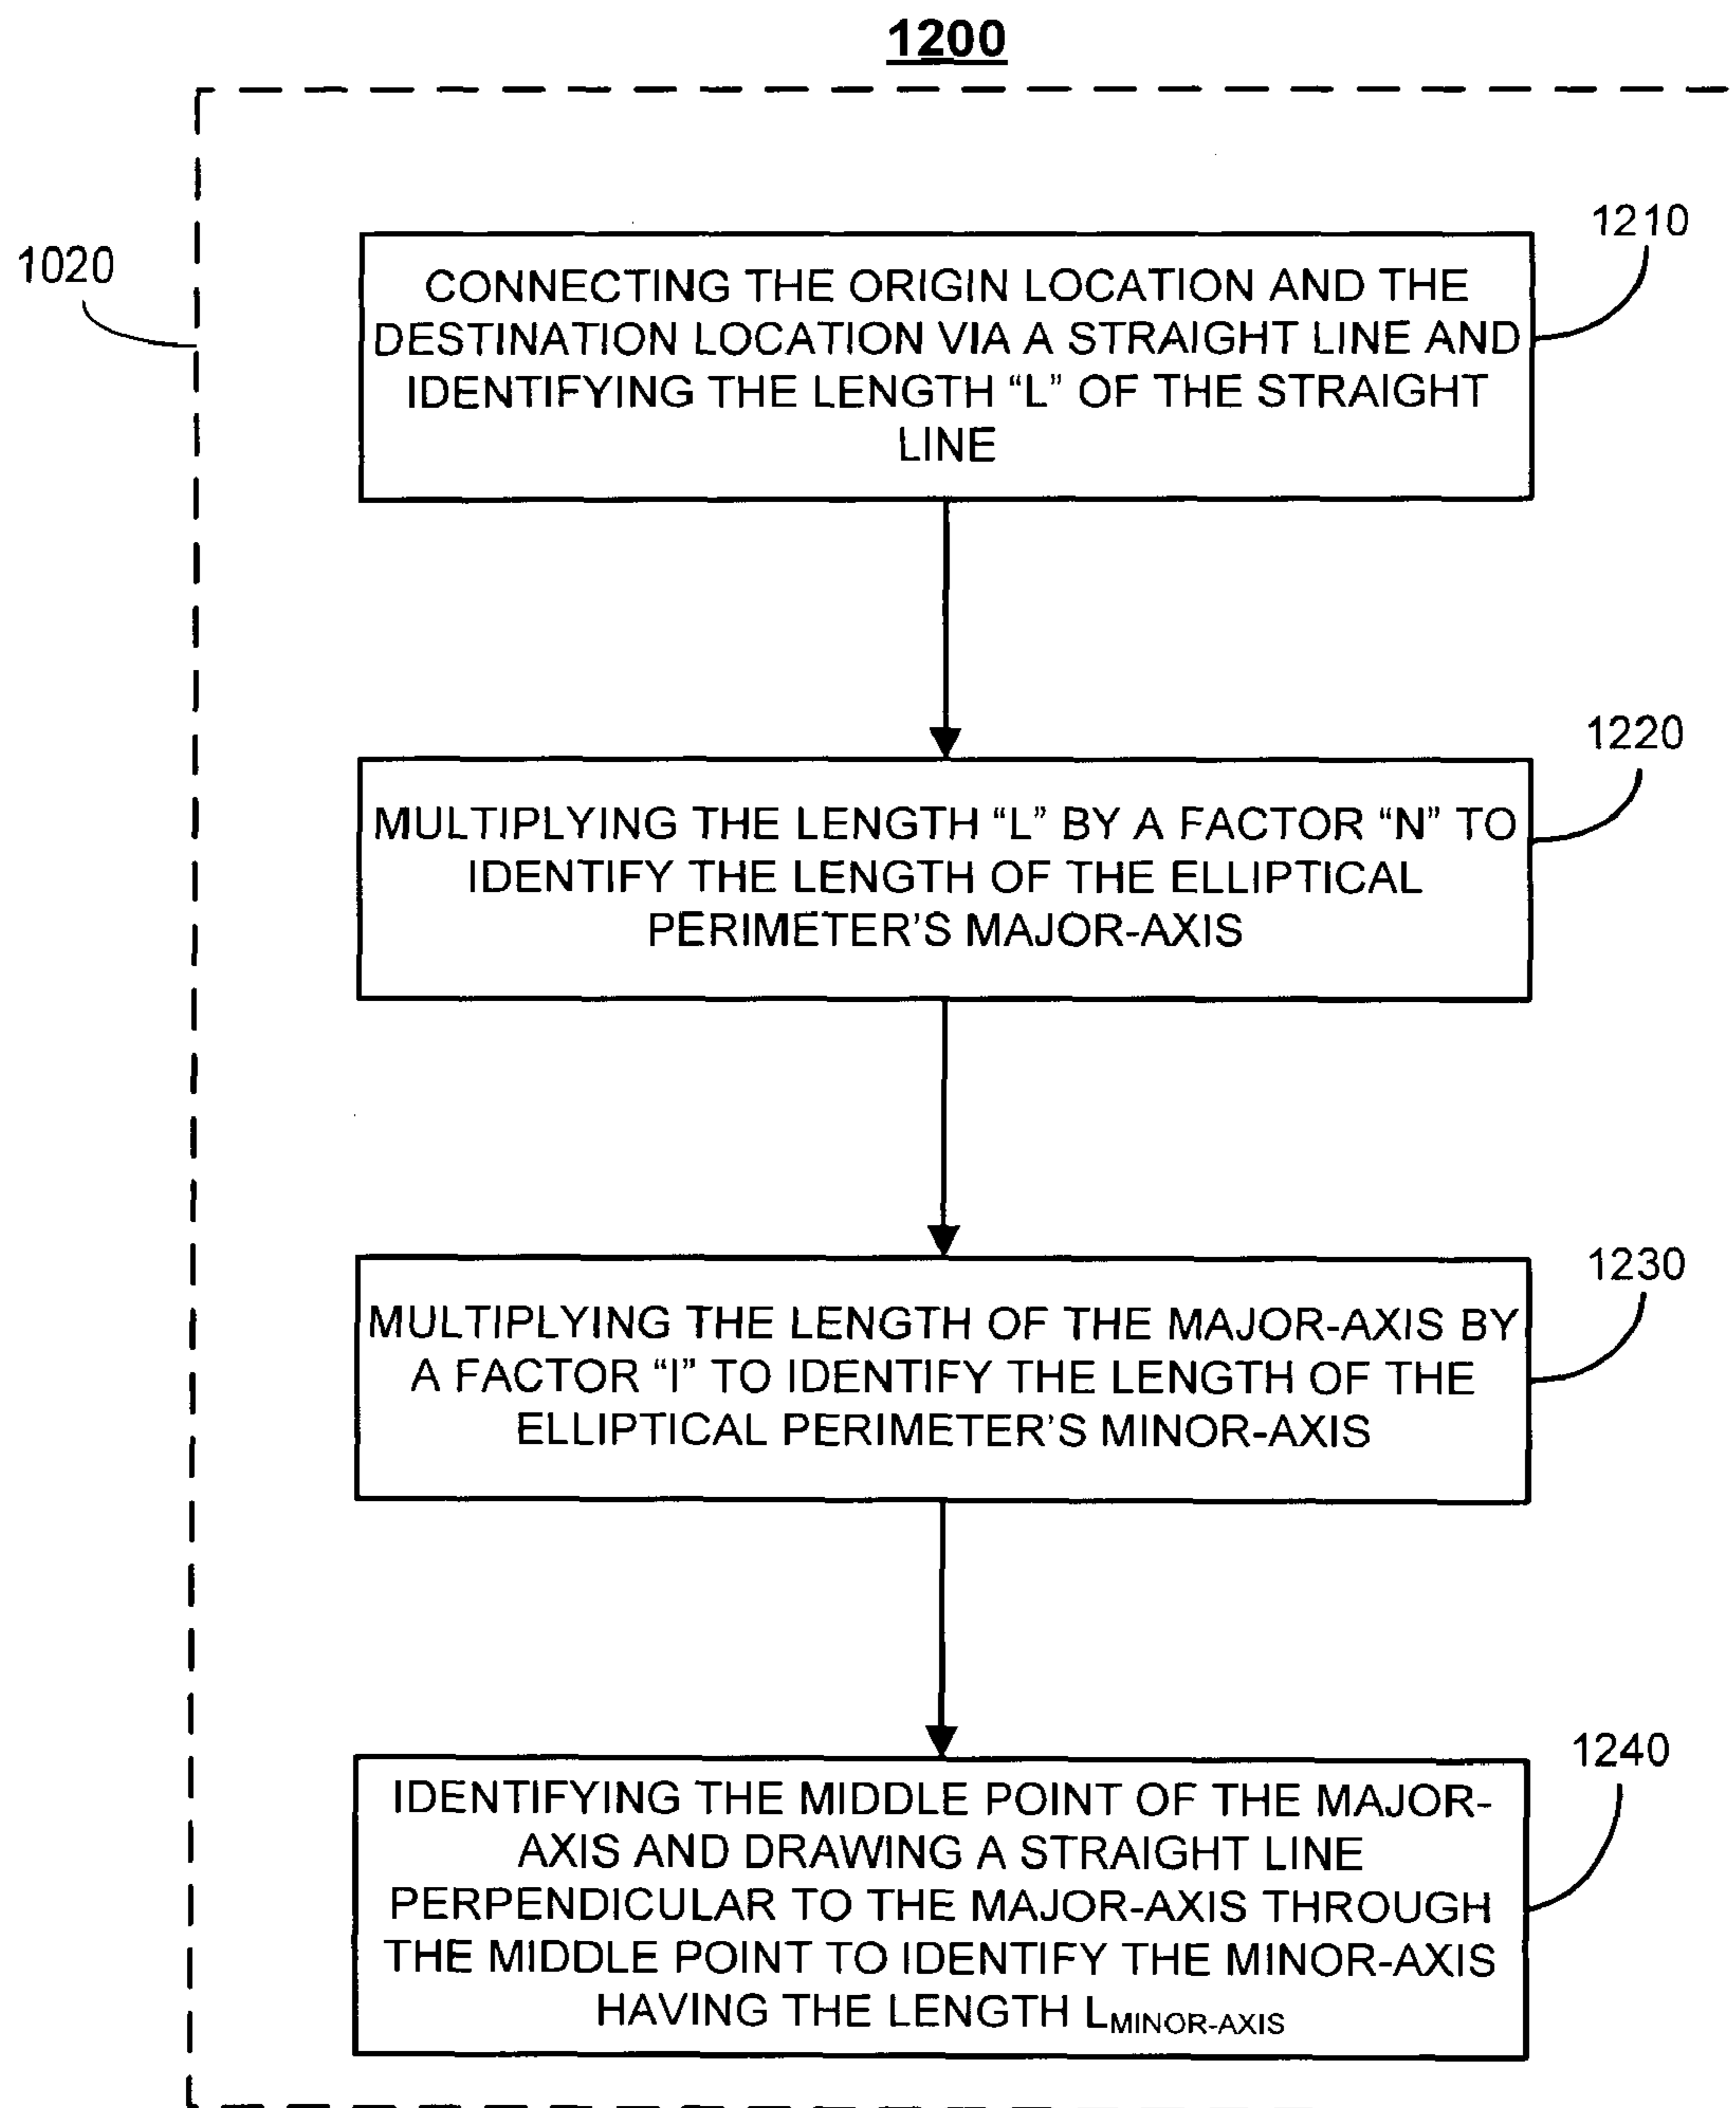 1200
1020
1210
CONNECTING THE ORIGIN LOCATION AND THE
DESTINATION LOCATION VIA A STRAIGHT LINE AND
IDENTIFYING THE LENGTH “L” OF THE STRAIGHT
LINE
1220
MULTIPLYING THE LENGTH “L” BY A FACTOR “N” TO
IDENTIFY THE LENGTH OF THE ELLIPTICAL
PERIMETER’S MAJOR-AXIS
1230
MULTIPLYING THE LENGTH OF THE MAJOR-AXIS BY
A FACTOR “I” TO IDENTIFY THE LENGTH OF THE
ELLIPTICAL PERIMETER’S MINOR-AXIS
1240
IDENTIFYING THE MIDDLE POINT OF THE MAJOR-
AXIS AND DRAWING A STRAIGHT LINE
PERPENDICULAR TO THE MAJOR-AXIS THROUGH
THE MIDDLE POINT TO IDENTIFY THE MINOR-AXIS
HAVING THE LENGTH LMINOR-AXIS